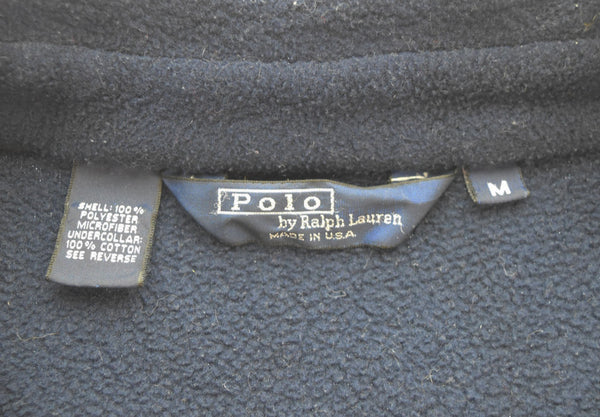 SHELL: 100%
POLYESTER
MICROFIBER
UNDERCOLLAR:
100% COTTON
SEE REVERSE
Polo
by Ralph Lauren
MADE IN U.S.A.
M